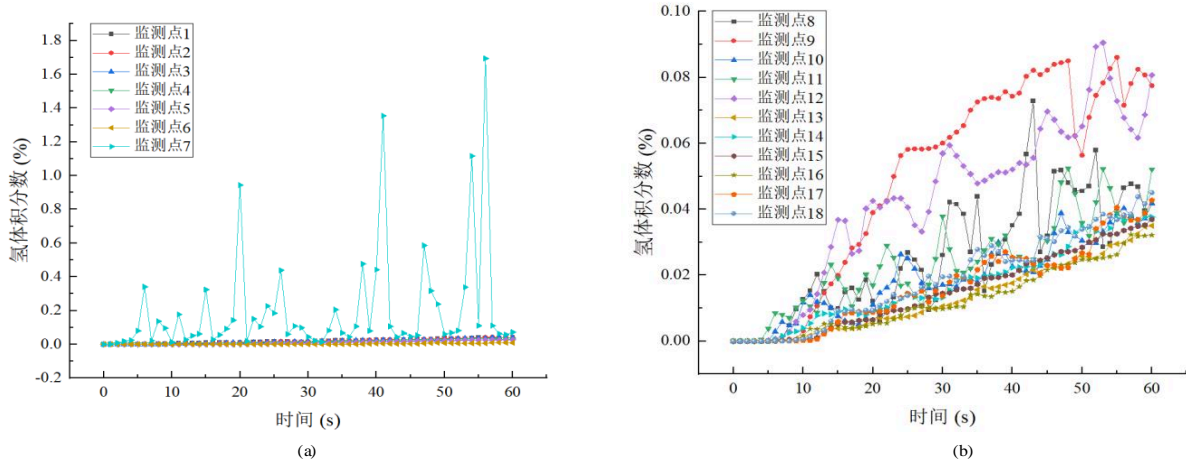 监测点1
监测点2
监测点3
监测点4
监测点5
监测点6
监测点7
1.8
1.6
1.4
1.2
1.0
0.8
0.6
0.4
0.2
0.0
-0.2
氢体积分数 (%)
0 10 20 30 40 50 60
时间 (s)
(a)
监测点8
监测点9
监测点10
监测点11
监测点12
监测点13
监测点14
监测点15
监测点16
监测点17
监测点18
0.10
0.08
0.06
0.04
0.02
0.00
氢体积分数 (%)
0 10 20 30 40 50 60
时间 (s)
(b)